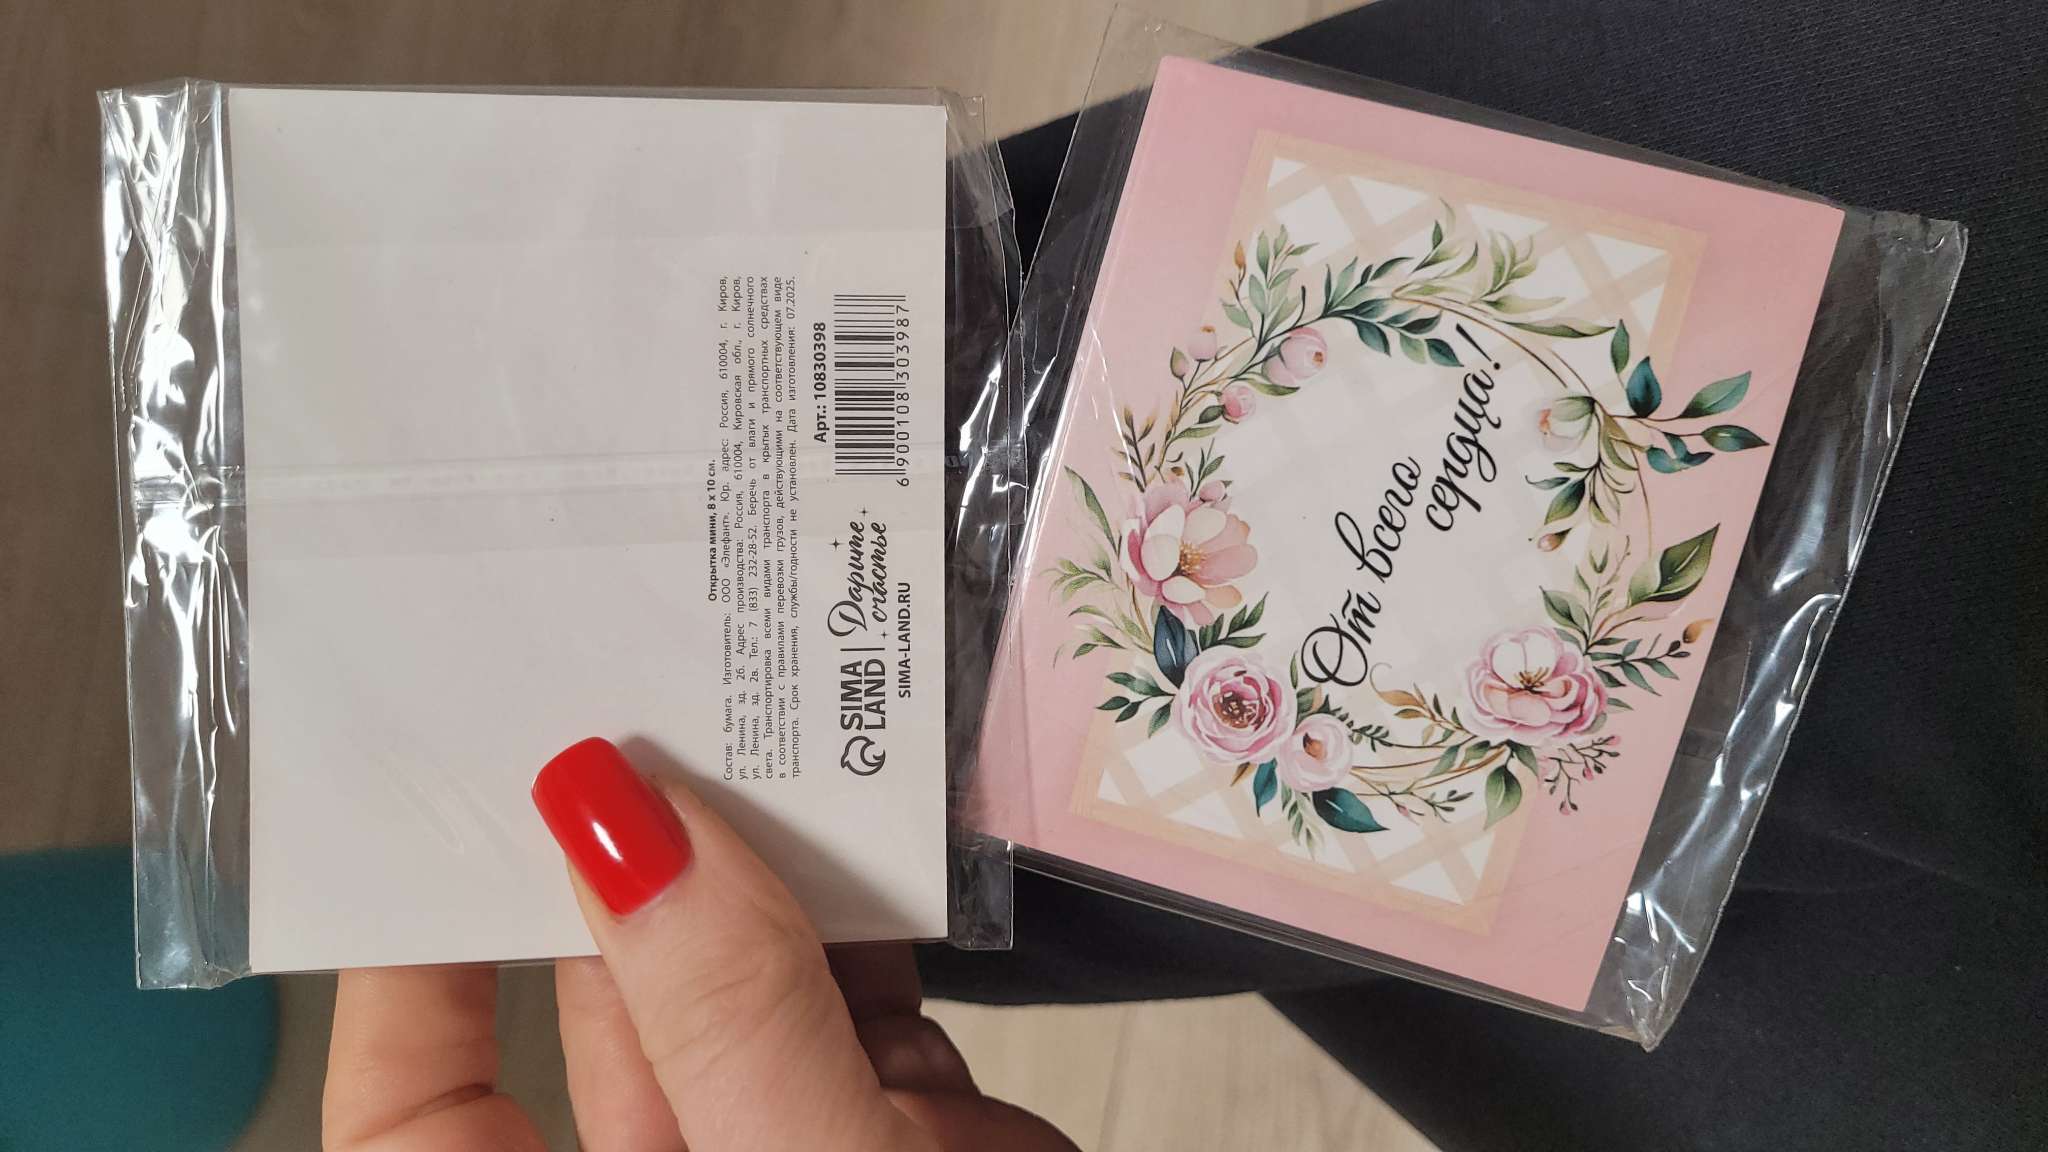 Открытка мини, 8 х 10 см.
Состав: бумага. Изготовитель: ООО «Элефант». Юр. адрес: Россия, 610004, г. Киров,
ул. Ленина, зд. 2б. Адрес производства: Россия, 610004, Кировская обл., г. Киров,
ул. Ленина, зд. 2в. Тел.: 7 (833) 232-28-52. Беречь от влаги и прямого солнечного
света. Транспортировка всеми видами транспорта в крытых транспортных средствах
в соответствии с правилами перевозки грузов, действующими на соответствующем виде
транспорта. Срок хранения, службы/годности не установлен. Дата изготовления: 07.2025.
Арт.: 10830398
SIMA
LAND
Дарите
счастье
SIMA-LAND.RU
6 900108 303987
От всего
сердца!